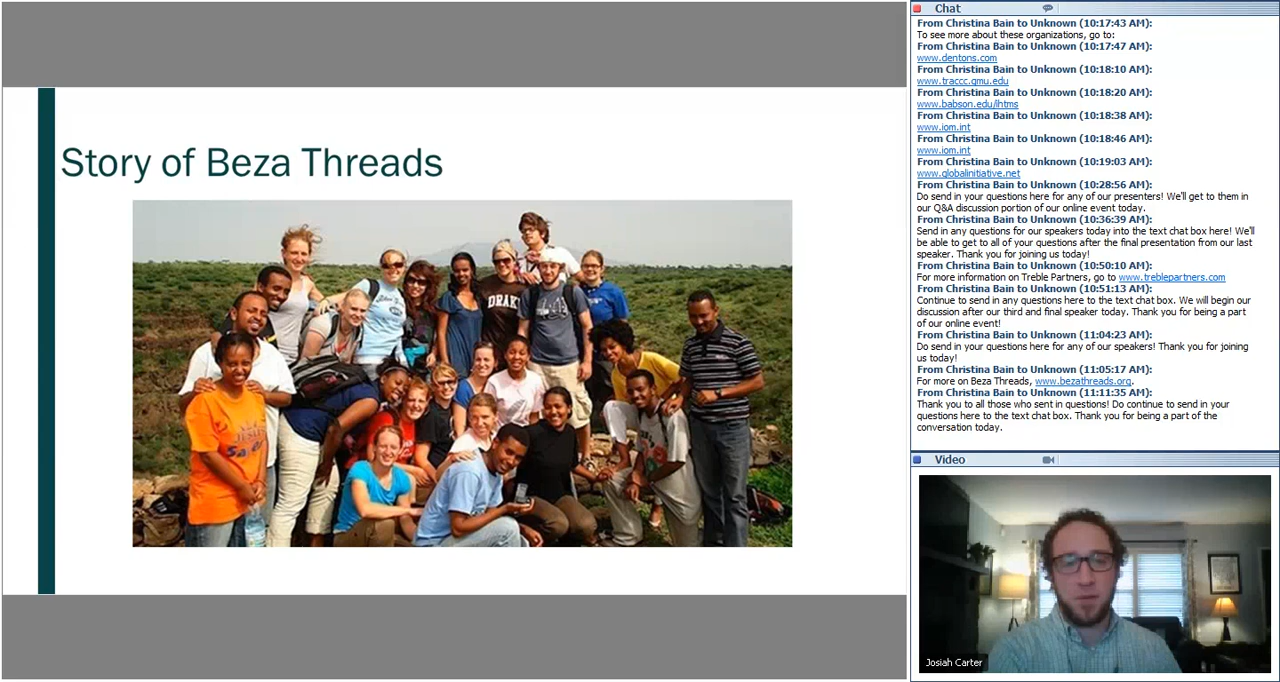 Story of Beza Threads
DRAKE
Chat
From Christina Bain to Unknown (10:17:43 AM):
To see more about these organizations, go to:
From Christina Bain to Unknown (10:17:47 AM):
www.dentons.com
From Christina Bain to Unknown (10:18:10 AM):
www.traccc.gmu.edu
From Christina Bain to Unknown (10:18:20 AM):
www.babson.edu/ihtms
From Christina Bain to Unknown (10:18:38 AM):
www.iom.int
From Christina Bain to Unknown (10:18:46 AM):
www.iom.int
From Christina Bain to Unknown (10:19:03 AM):
www.globalinitiative.net
From Christina Bain to Unknown (10:28:56 AM):
Do send in your questions here for any of our presenters! We'll get to them in
our Q&A discussion portion of our online event today.
From Christina Bain to Unknown (10:36:39 AM):
Send in any questions for our speakers today into the text chat box here! We'll
be able to get to all of your questions after the final presentation from our last
speaker. Thank you for joining us today!
From Christina Bain to Unknown (10:50:10 AM):
For more information on Treble Partners, go to www.treblepartners.com
From Christina Bain to Unknown (10:51:13 AM):
Continue to send in any questions here to the text chat box. We will begin our
discussion after our third and final speaker today. Thank you for being a part
of our online event!
From Christina Bain to Unknown (11:04:23 AM):
Do send in your questions here for any of our speakers! Thank you for joining
us today!
From Christina Bain to Unknown (11:05:17 AM):
For more on Beza Threads, www.bezathreads.org.
From Christina Bain to Unknown (11:11:35 AM):
Thank you to all those who sent in questions! Do continue to send in your
questions here to the text chat box. Thank you for being a part of the
conversation today.
Video
Josiah Carter